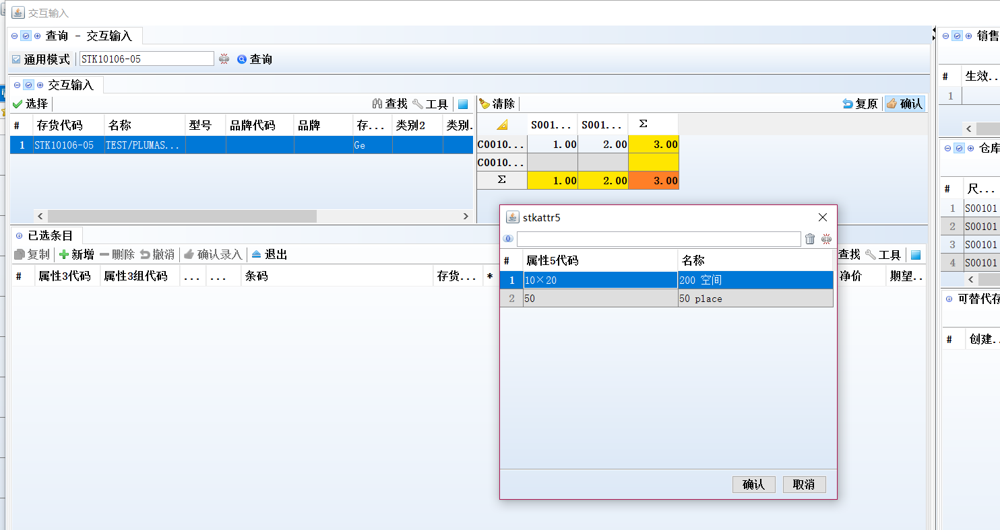 交互输入
查询 - 交互输入
通用模式 STK10106-05 查询
交互输入
选择 查找 工具
# 存货代码 名称 型号 品牌代码 品牌 存... 类别2 类别.
1 STK10106-05 TEST/PLUMAS... Ge
清除 复原 确认
S001... S001... Σ
C0010... 1.00 2.00 3.00
C0010...
Σ 1.00 2.00 3.00
已选条目
复制 新增 删除 撤消 确认录入 退出
# 属性3代码 属性3组代码 ... ... 条码 存货... *
查找 工具
净价 期望..
stkattr5
# 属性5代码 名称
1 10×20 200 空间
2 50 50 place
确认 取消
销售
# 生效..
1
仓库
# 尺...
1 S00101
2 S00101
3 S00101
4 S00101
可替代存
# 创建.